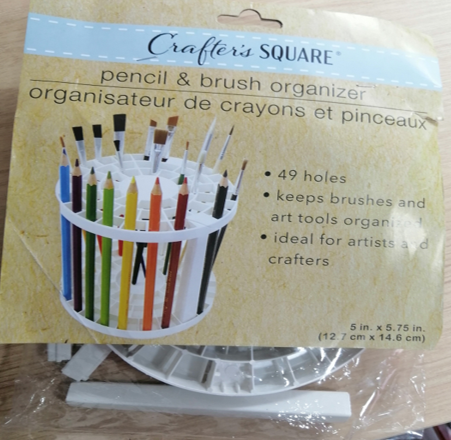 Crafter's SQUARE®
pencil & brush organizer
organisateur de crayons et pinceaux
• 49 holes
• keeps brushes and
art tools organized
• ideal for artists and
crafters
5 in. x 5.75 in.
(12.7 cm x 14.6 cm)